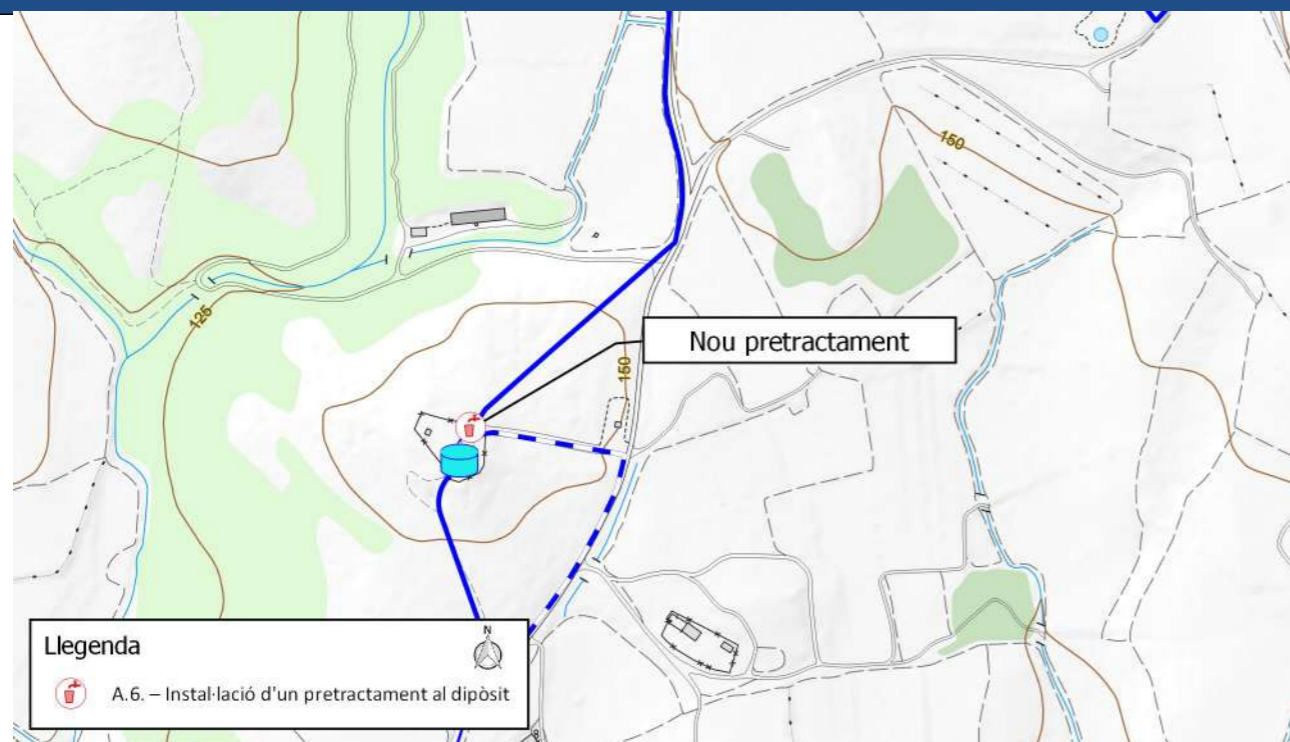 150
125
Nou pretractament
150
N
Llegenda
A.6. – Instal·lació d'un pretractament al dipòsit